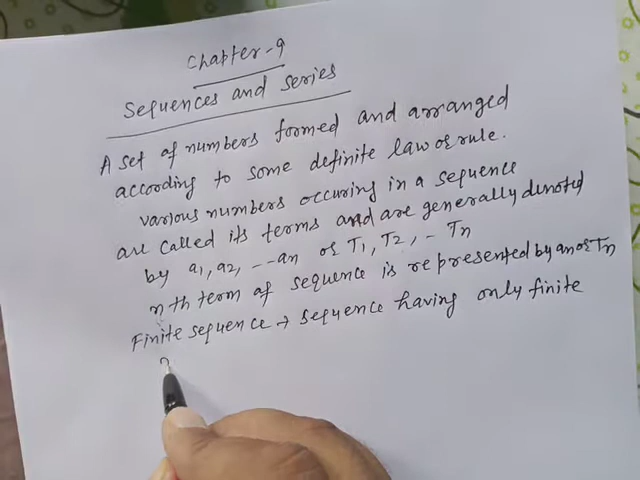 Chapter-9
Sequences and series
A set of numbers formed and arranged
according to some definite law or rule.
various numbers occuring in a sequence
are called its terms and are generally denoted
by a1, a2, -- an or T1, T2, - Tn
nth term of sequence is represented by an or Tn
Finite sequence → sequence having only finite